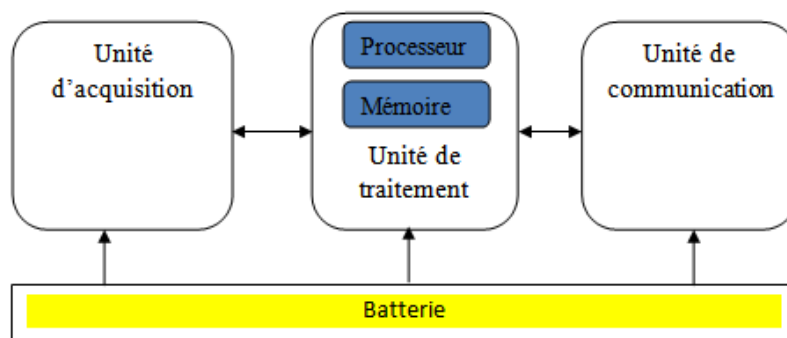 Unité
d’acquisition
Processeur
Mémoire
Unité de
traitement
Unité de
communication
Batterie